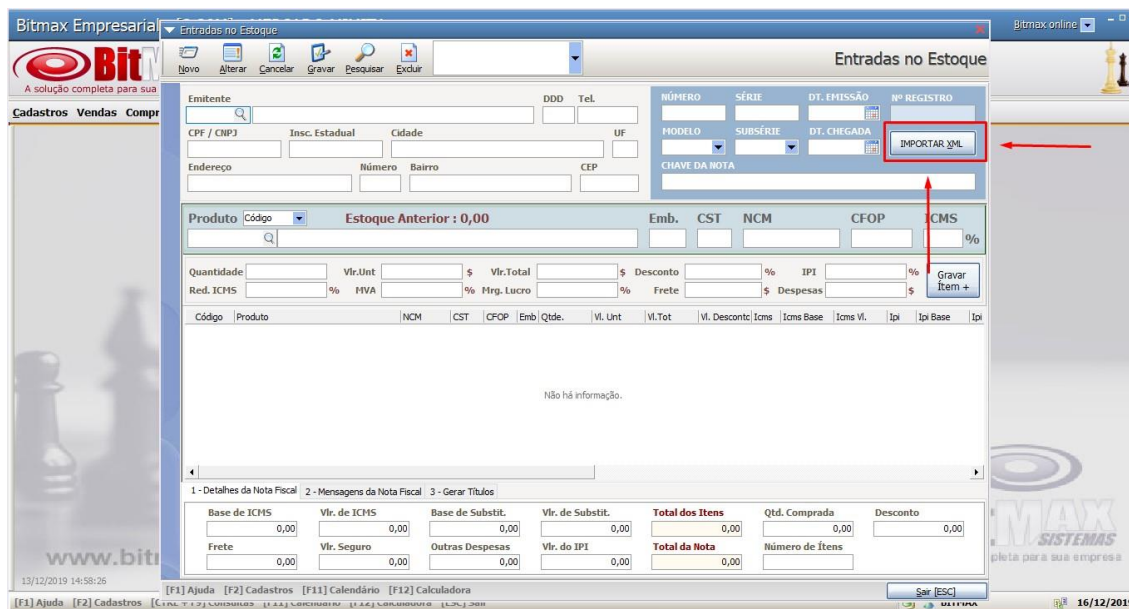 Bitmax Empresarial
Bitmax online
Entradas no Estoque
A solução completa para sua
Cadastros Vendas Compr
Novo Alterar Cancelar Gravar Pesquisar Excluir
Entradas no Estoque
Emitente DDD Tel.
CPF / CNPJ Insc. Estadual Cidade UF
Endereço Número Bairro CEP
NÚMERO SÉRIE DT. EMISSÃO Nº REGISTRO
MODELO SUBSÉRIE DT. CHEGADA IMPORTAR XML
CHAVE DA NOTA
Produto Código Estoque Anterior : 0,00 Emb. CST NCM CFOP ICMS
%
Quantidade Vlr.Unt $ Vlr.Total $ Desconto % IPI %
Red. ICMS % MVA % Mrg. Lucro % Frete $ Despesas $
Gravar
Ítem +
Código Produto NCM CST CFOP Emb Qtde. Vl. Unt Vl.Tot Vl. Descontc Icms Icms Base Icms Vl. Ipi Ipi Base Ipi
Não há informação.
1 - Detalhes da Nota Fiscal 2 - Mensagens da Nota Fiscal 3 - Gerar Títulos
Base de ICMS Vlr. de ICMS Base de Substit. Vlr. de Substit. Total dos Itens Qtd. Comprada Desconto
0,00 0,00 0,00 0,00 0,00 0,00 0,00
Frete Vlr. Seguro Outras Despesas Vlr. do IPI Total da Nota Número de Ítens
0,00 0,00 0,00 0,00 0,00
MAX
SISTEMAS
pleta para sua empresa
www.bitr
13/12/2019 14:58:26
[F1] Ajuda [F2] Cadastros [F11] Calendário [F12] Calculadora
Sair [ESC]
[F1] Ajuda [F2] Cadastros
BITMAX
16/12/2019